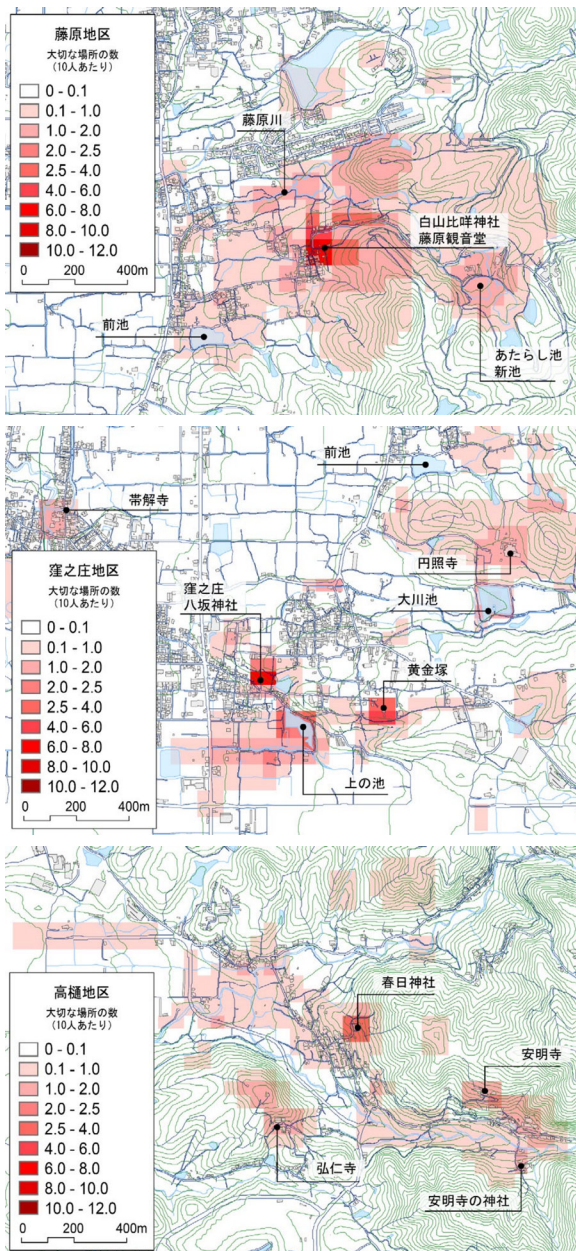 藤原地区
大切な場所の数
(10人あたり)
0 - 0.1
0.1 - 1.0
1.0 - 2.0
2.0 - 2.5
2.5 - 4.0
4.0 - 6.0
6.0 - 8.0
8.0 - 10.0
10.0 - 12.0
0 200 400m
藤原川
白山比咩神社
藤原観音堂
前池
あたらし池
新池
前池
帯解寺
窪之庄地区
大切な場所の数
(10人あたり)
0 - 0.1
0.1 - 1.0
1.0 - 2.0
2.0 - 2.5
2.5 - 4.0
4.0 - 6.0
6.0 - 8.0
8.0 - 10.0
10.0 - 12.0
0 200 400m
窪之庄
八坂神社
円照寺
大川池
黄金塚
上の池
高樋地区
大切な場所の数
(10人あたり)
0 - 0.1
0.1 - 1.0
1.0 - 2.0
2.0 - 2.5
2.5 - 4.0
4.0 - 6.0
6.0 - 8.0
8.0 - 10.0
10.0 - 12.0
0 200 400m
春日神社
安明寺
弘仁寺
安明寺の神社